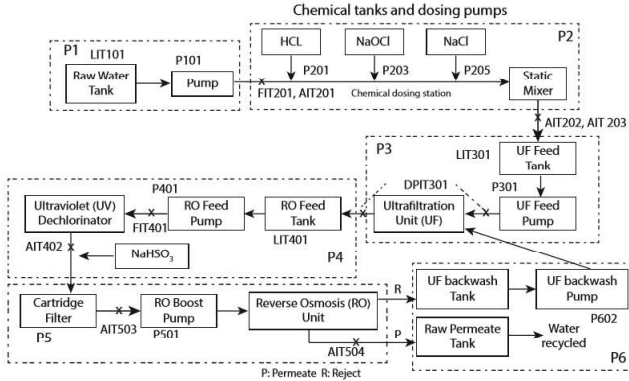 Chemical tanks and dosing pumps
P1
LIT101
Raw Water
Tank
P101
Pump
P2
HCL
NaOCl
NaCl
P201
P203
P205
FIT201, AIT201
Chemical dosing station
Static
Mixer
AIT202, AIT 203
P3
LIT301
UF Feed
Tank
DPIT301
P301
Ultrafiltration
Unit (UF)
UF Feed
Pump
P401
Ultraviolet (UV)
Dechlorinator
RO Feed
Pump
RO Feed
Tank
FIT401
LIT401
AIT402
NaHSO₃
P4
Cartridge
Filter
RO Boost
Pump
Reverse Osmosis (RO)
Unit
R
UF backwash
Tank
UF backwash
Pump
P5
AIT503
P501
AIT504
P
P602
Raw Permeate
Tank
Water
recycled
P6
P: Permeate R: Reject